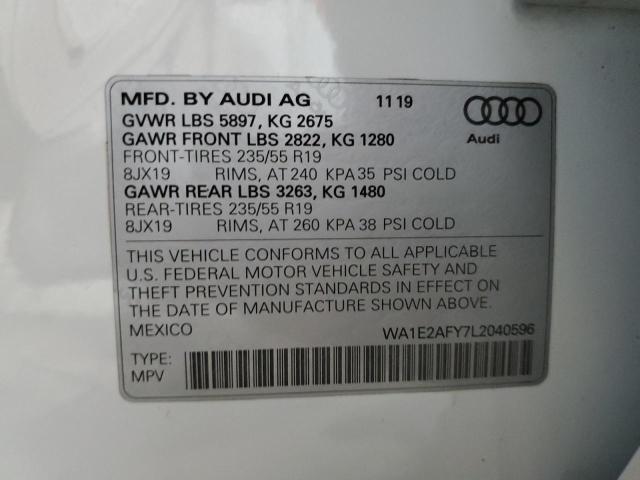 MFD. BY AUDI AG 11 19
GVWR LBS 5897, KG 2675
GAWR FRONT LBS 2822, KG 1280
FRONT-TIRES 235/55 R19
8JX19 RIMS, AT 240 KPA 35 PSI COLD
GAWR REAR LBS 3263, KG 1480
REAR-TIRES 235/55 R19
8JX19 RIMS, AT 260 KPA 38 PSI COLD
Audi
THIS VEHICLE CONFORMS TO ALL APPLICABLE
U.S. FEDERAL MOTOR VEHICLE SAFETY AND
THEFT PREVENTION STANDARDS IN EFFECT ON
THE DATE OF MANUFACTURE SHOWN ABOVE.
MEXICO WA1E2AFY7L2040596
TYPE:
MPV